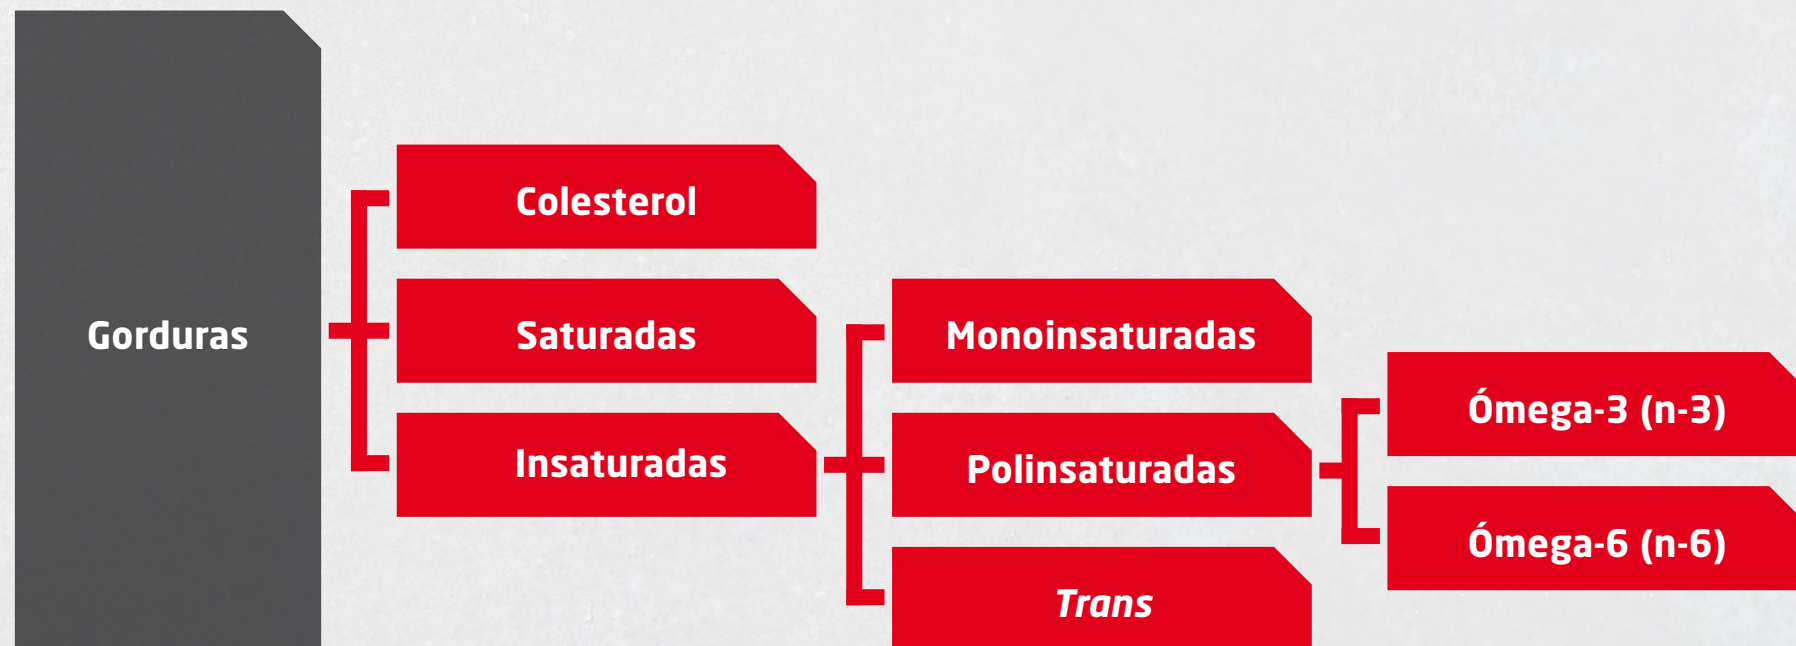 Gorduras
Colesterol
Saturadas
Insaturadas
Monoinsaturadas
Polinsaturadas
Trans
Ómega-3 (n-3)
Ómega-6 (n-6)